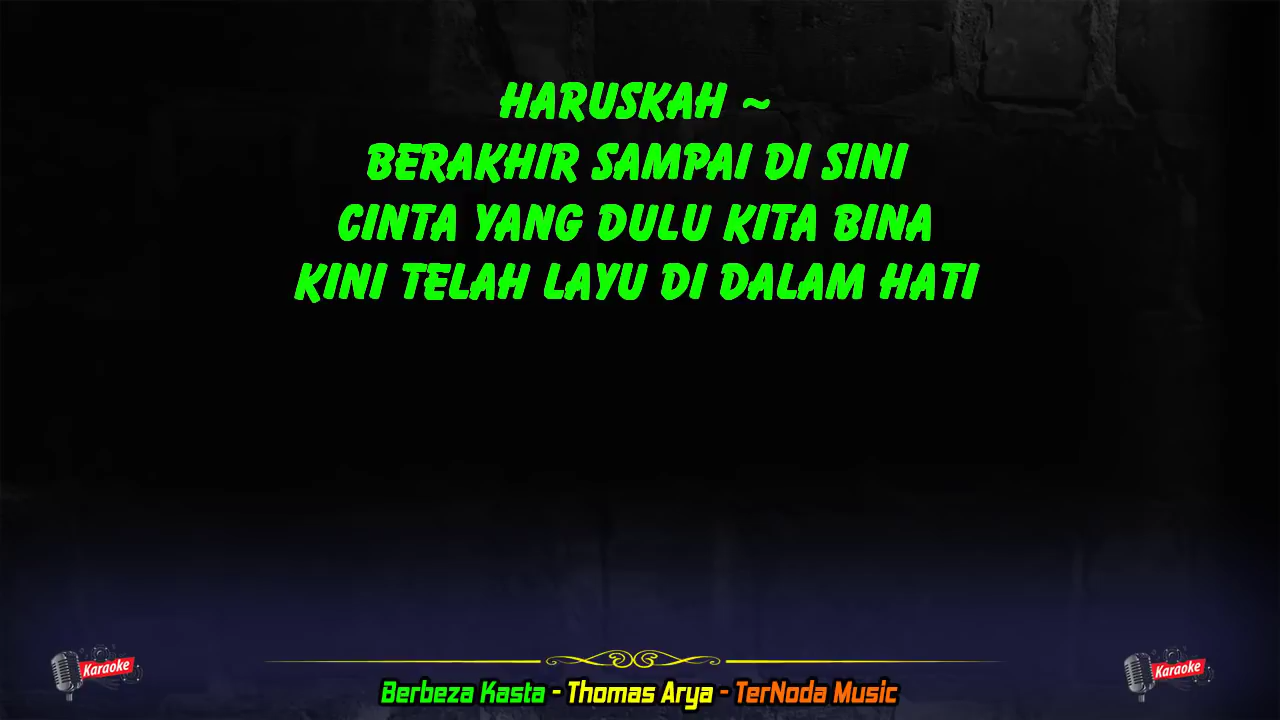 HARUSKAH ~
BERAKHIR SAMPAI DI SINI
CINTA YANG DULU KITA BINA
KINI TELAH LAYU DI DALAM HATI
Karaoke
Karaoke
Berbeza Kasta - Thomas Arya - TerNoda Music